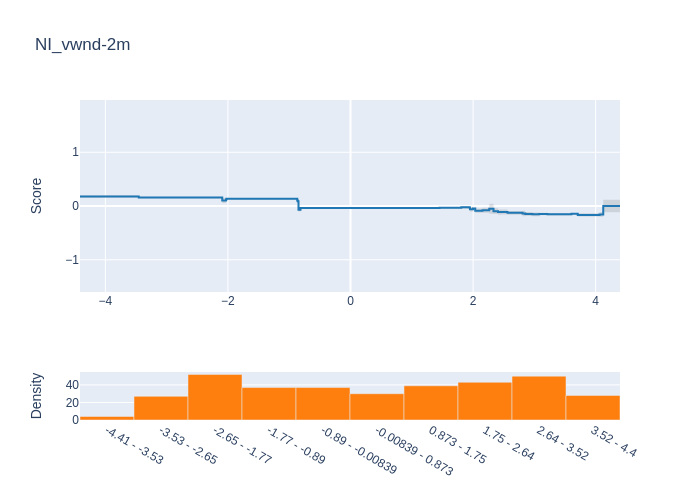 NI_vwnd-2m
Score
1
0
−1
−4
−2
0
2
4
Density
40
20
0
-4.41 - -3.53
-3.53 - -2.65
-2.65 - -1.77
-1.77 - -0.89
-0.89 - -0.00839
-0.00839 - 0.873
0.873 - 1.75
1.75 - 2.64
2.64 - 3.52
3.52 - 4.4